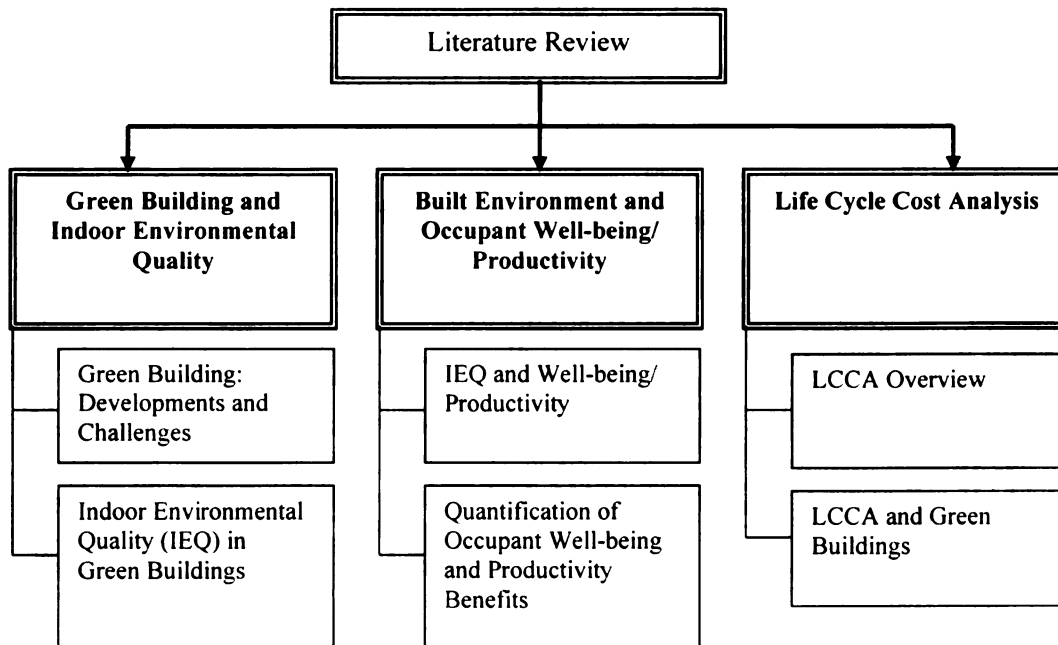 Literature Review
Green Building and
Indoor Environmental
Quality
Built Environment and
Occupant Well-being/
Productivity
Life Cycle Cost Analysis
Green Building:
Developments and
Challenges
IEQ and Well-being/
Productivity
LCCA Overview
Indoor Environmental
Quality (IEQ) in
Green Buildings
Quantification of
Occupant Well-being
and Productivity
Benefits
LCCA and Green
Buildings